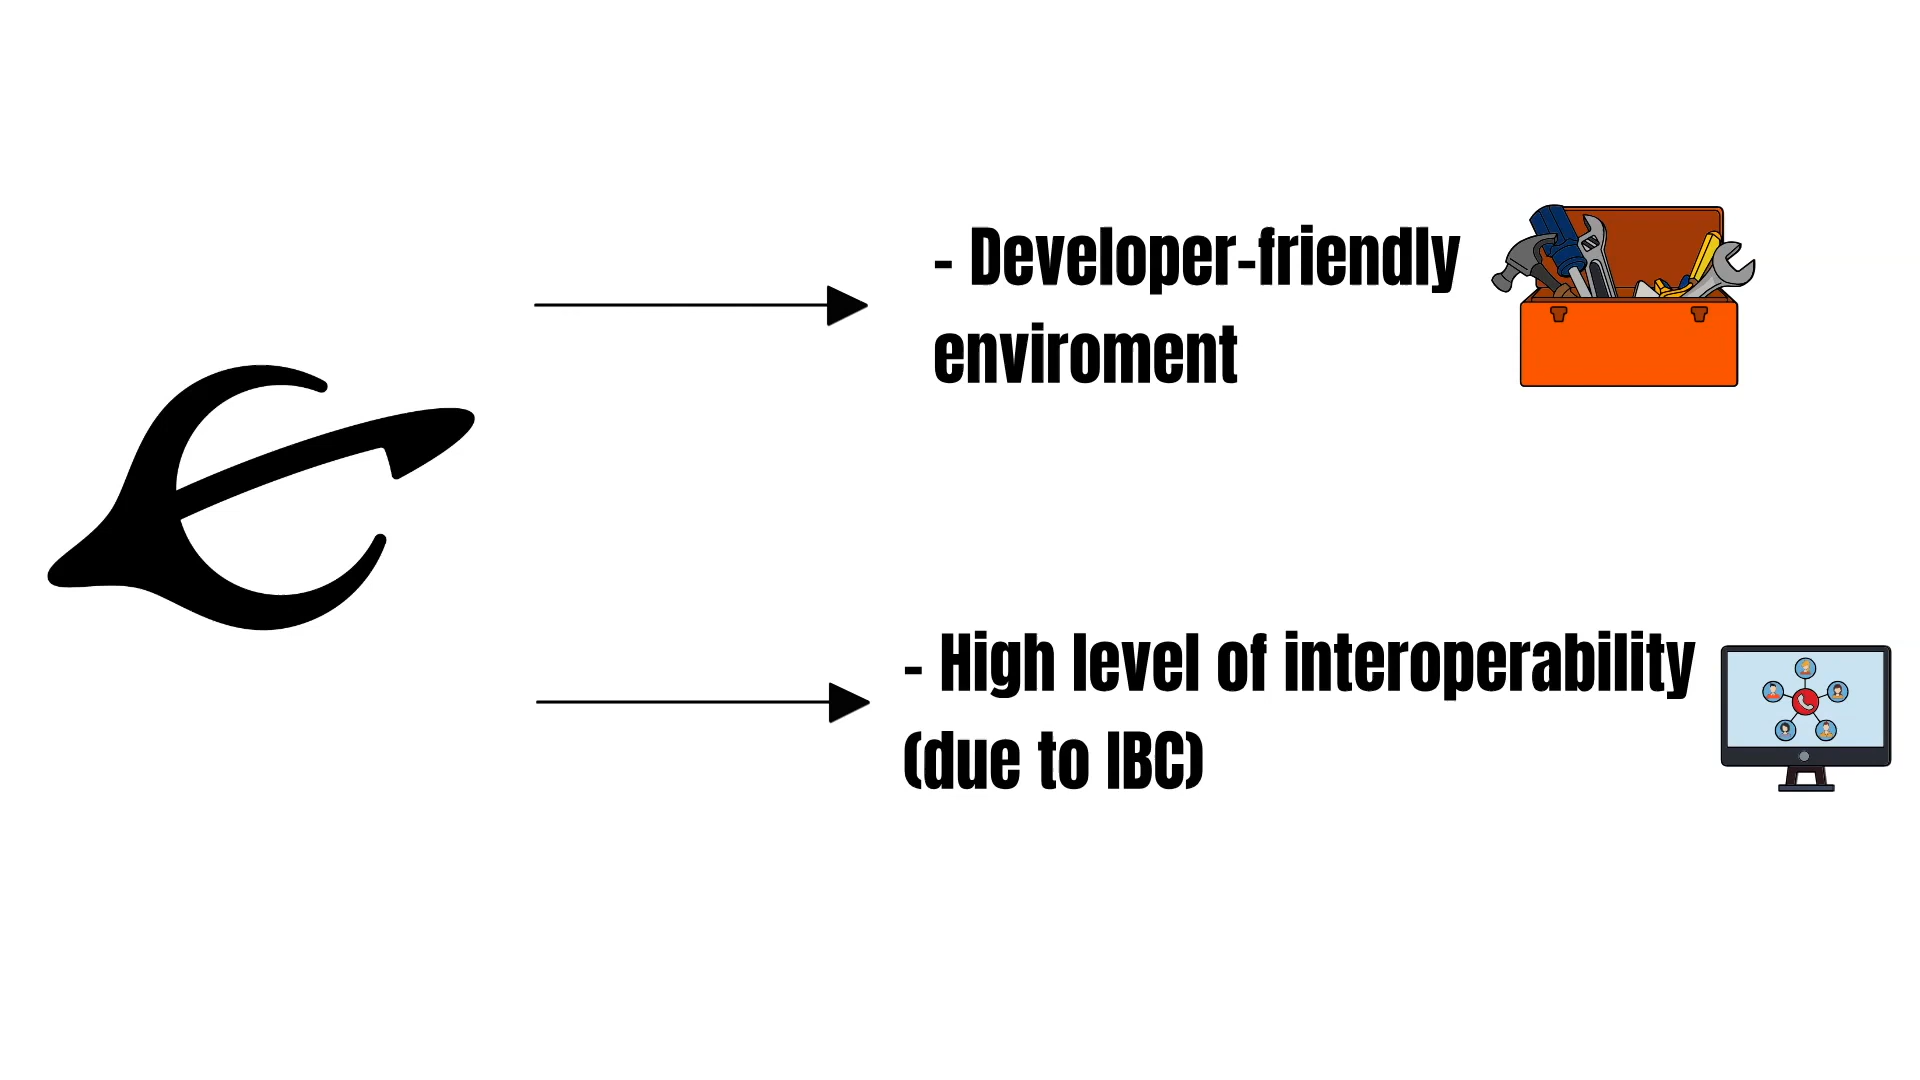 - Developer-friendly
enviroment
- High level of interoperability
(due to IBC)